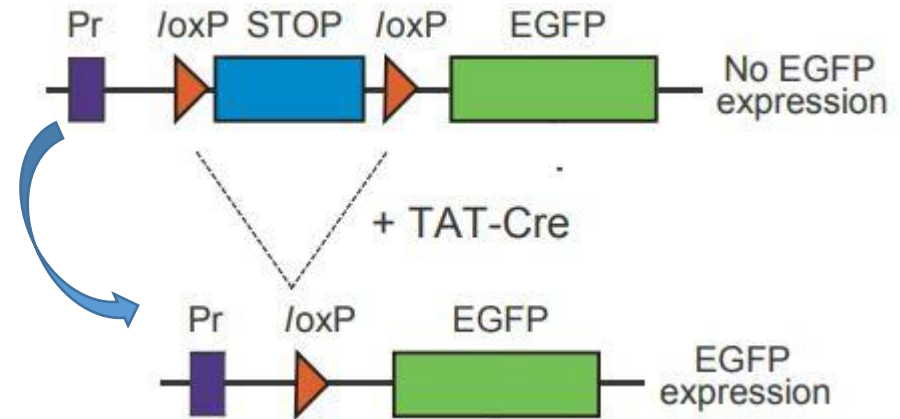 Pr loxP STOP loxP EGFP
No EGFP
expression
+ TAT-Cre
Pr loxP EGFP
EGFP
expression